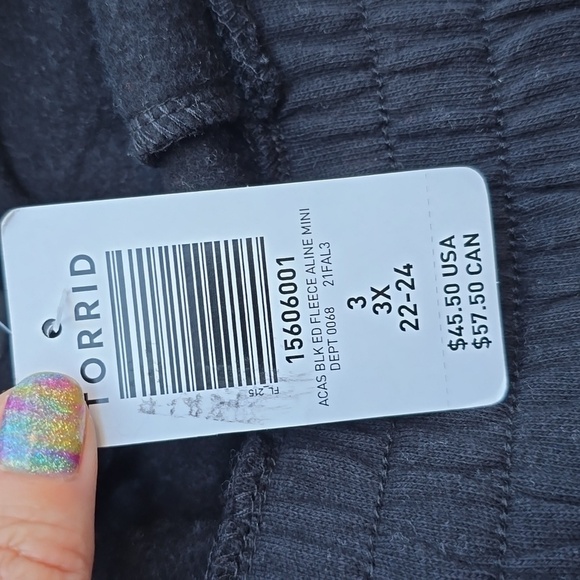 TORRID
15606001
ACAS BLK ED FLEECE ALINE MINI
DEPT 0068 21FAL3
FL_215
3
3X
22-24
$45.50 USA
$57.50 CAN